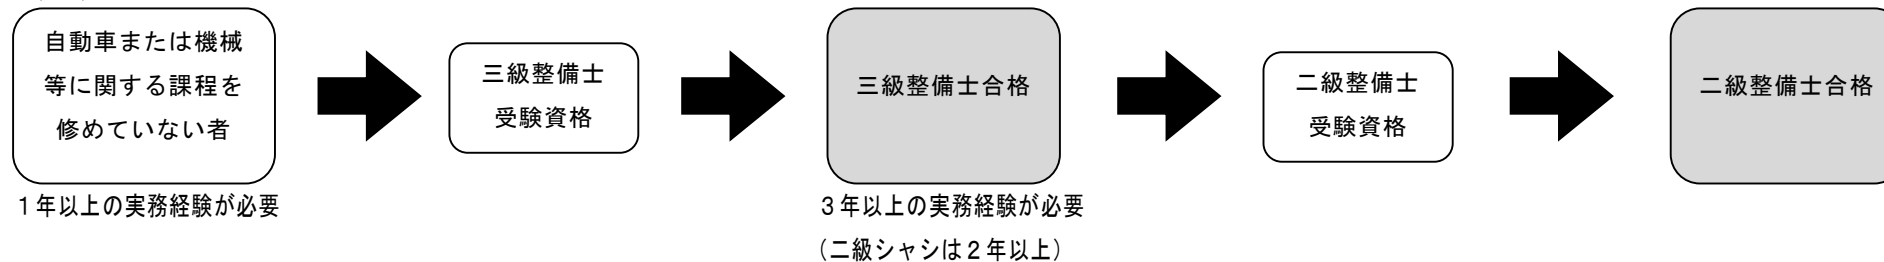 自動車または機械
等に関する課程を
修めていない者
三級整備士
受験資格
三級整備士合格
二級整備士
受験資格
二級整備士合格
1年以上の実務経験が必要
3年以上の実務経験が必要
（二級シャシは2年以上）